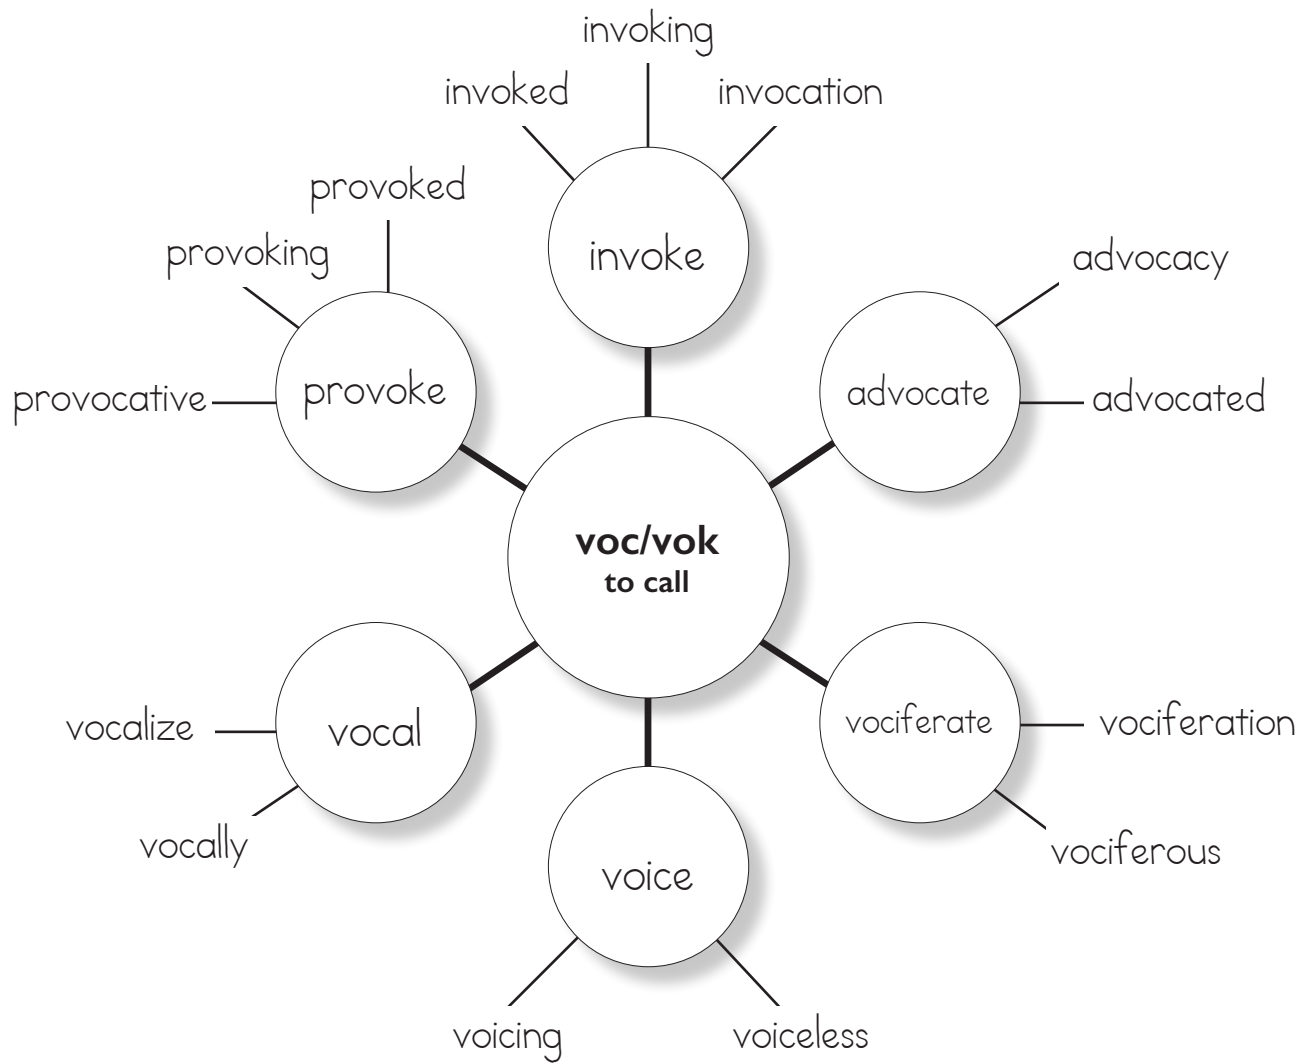 invoking
invoked
invocation
provoked
provoking
invoke
advocacy
provocative
provoke
advocate
advocated
voc/vok
to call
vocalize
vocal
vociferate
vociferation
vocally
vociferous
voice
voicing
voiceless